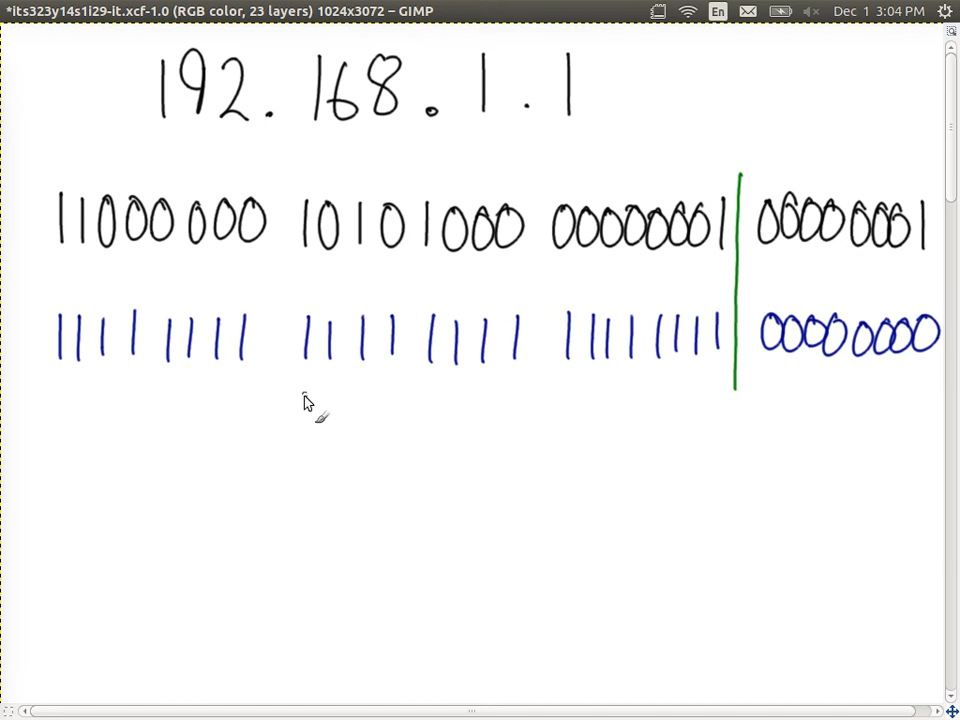 *its323y14s1i29-it.xcf-1.0 (RGB color, 23 layers) 1024x3072 – GIMP En Dec 1 3:04 PM
192.168.1.1
11000000 10101000 00000001 00000001
11111111 11111111 11111111 00000000